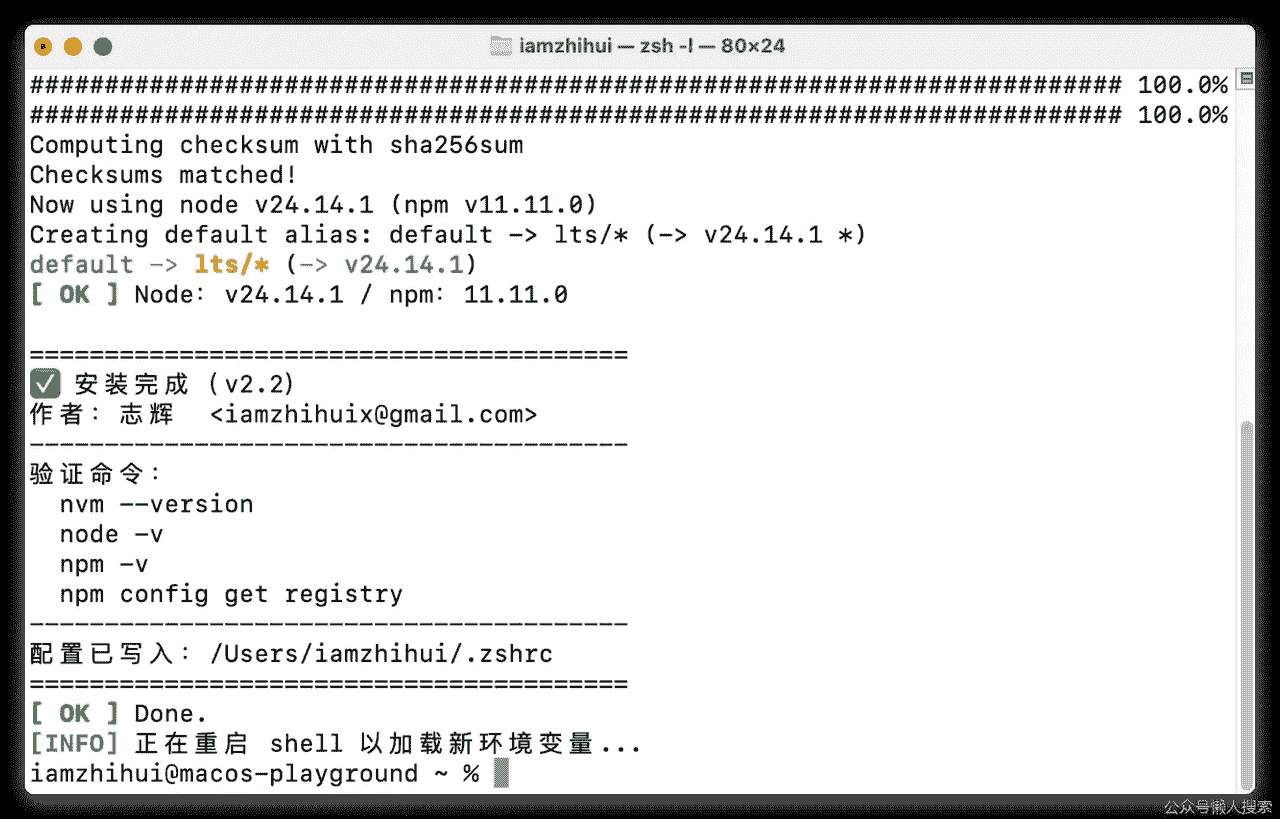 iamzhihui — zsh -l — 80×24
######################################################################### 100.0%
######################################################################### 100.0%
Computing checksum with sha256sum
Checksums matched!
Now using node v24.14.1 (npm v11.11.0)
Creating default alias: default -> lts/* (-> v24.14.1 *)
default -> lts/* (-> v24.14.1)
[ OK ] Node: v24.14.1 / npm: 11.11.0
========================================
✅ 安装完成 (v2.2)
作者: 志辉  <iamzhihuix@gmail.com>
----------------------------------------
验证命令:
  nvm --version
  node -v
  npm -v
  npm config get registry
----------------------------------------
配置已写入: /Users/iamzhihui/.zshrc
========================================
[ OK ] Done.
[INFO] 正在重启 shell 以加载新环境变量...
iamzhihui@macos-playground ~ %
公众号懒人搜索